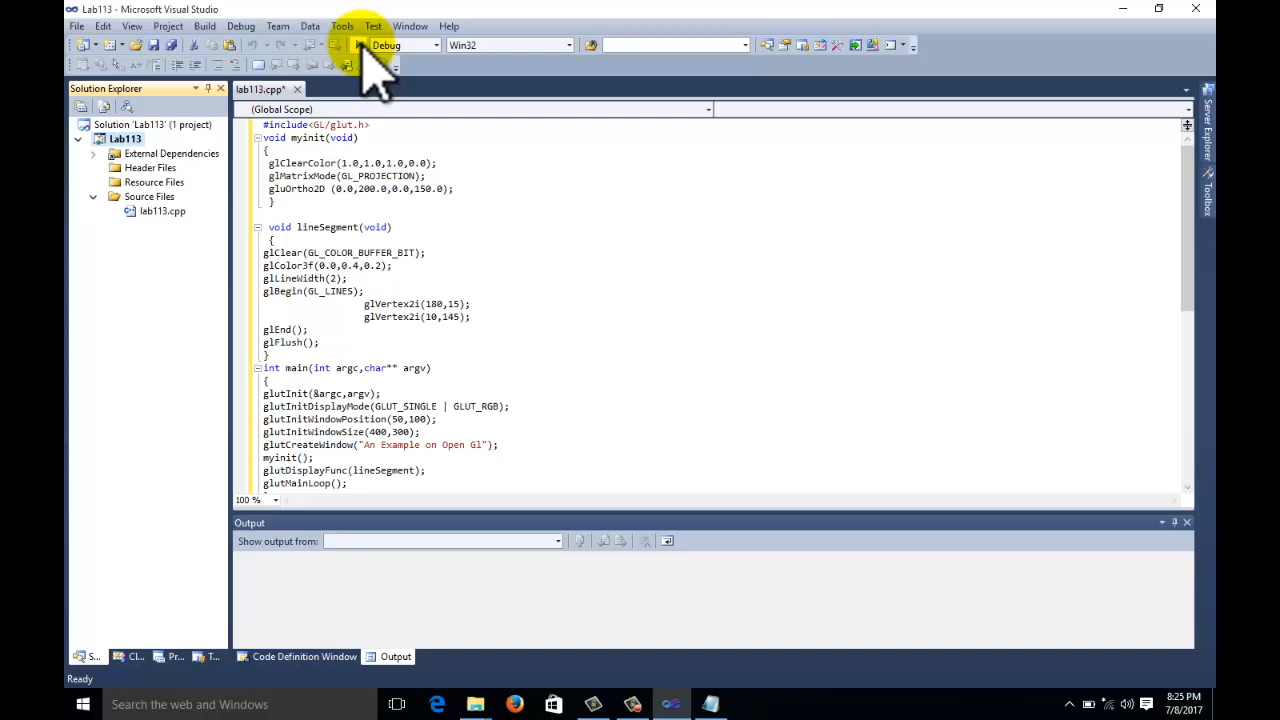 Lab113 - Microsoft Visual Studio
File Edit View Project Build Debug Team Data Tools Test Window Help
Debug Win32
Solution Explorer
lab113.cpp*
(Global Scope)
Solution 'Lab113' (1 project)
Lab113
External Dependencies
Header Files
Resource Files
Source Files
lab113.cpp
#include<GL/glut.h>
void myinit(void)
{
glClearColor(1.0,1.0,1.0,0.0);
glMatrixMode(GL_PROJECTION);
gluOrtho2D (0.0,200.0,0.0,150.0);
}
void lineSegment(void)
{
glClear(GL_COLOR_BUFFER_BIT);
glColor3f(0.0,0.4,0.2);
glLineWidth(2);
glBegin(GL_LINES);
glVertex2i(180,15);
glVertex2i(10,145);
glEnd();
glFlush();
}
int main(int argc,char** argv)
{
glutInit(&argc,argv);
glutInitDisplayMode(GLUT_SINGLE | GLUT_RGB);
glutInitWindowPosition(50,100);
glutInitWindowSize(400,300);
glutCreateWindow("An Example on Open Gl");
myinit();
glutDisplayFunc(lineSegment);
glutMainLoop();
100 %
Server Explorer
Toolbox
Output
Show output from:
S... Cl... Pr... T... Code Definition Window Output
Ready
Search the web and Windows
8:25 PM
7/8/2017